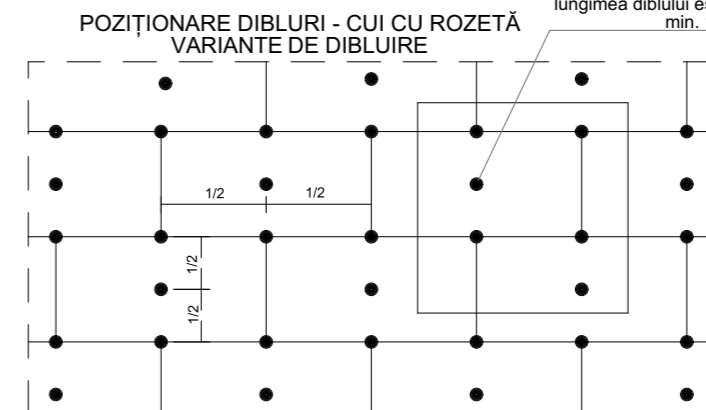 POZIȚIONARE DIBLURI - CUI CU ROZETĂ
VARIANTE DE DIBLUIRE
lungimea diblului
min.
1/2 1/2
1/2
1/2